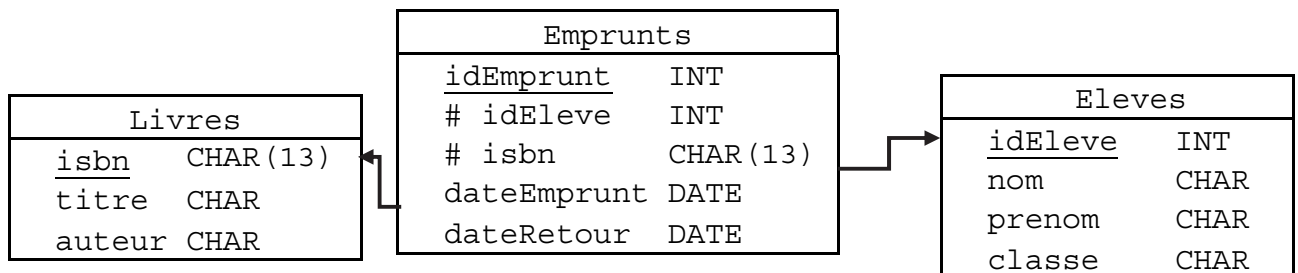 Livres
isbn CHAR(13)
titre CHAR
auteur CHAR
Emprunts
idEmprunt INT
# idEleve INT
# isbn CHAR(13)
dateEmprunt DATE
dateRetour DATE
Eleves
idEleve INT
nom CHAR
prenom CHAR
classe CHAR